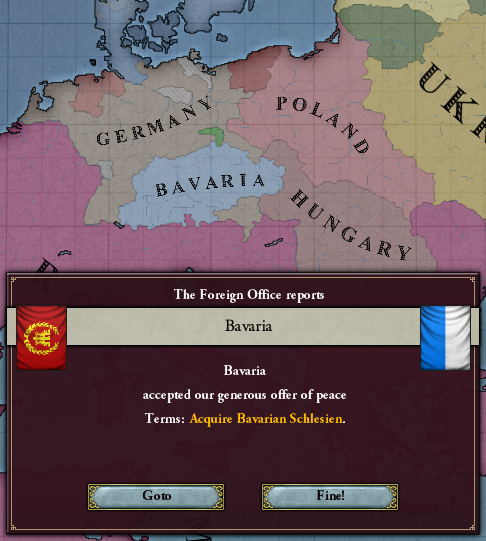 UKR
POLAND
GERMANY
BAVARIA
HUNGARY
The Foreign Office reports
Bavaria
Bavaria
accepted our generous offer of peace
Terms: Acquire Bavarian Schlesien.
Goto
Fine!